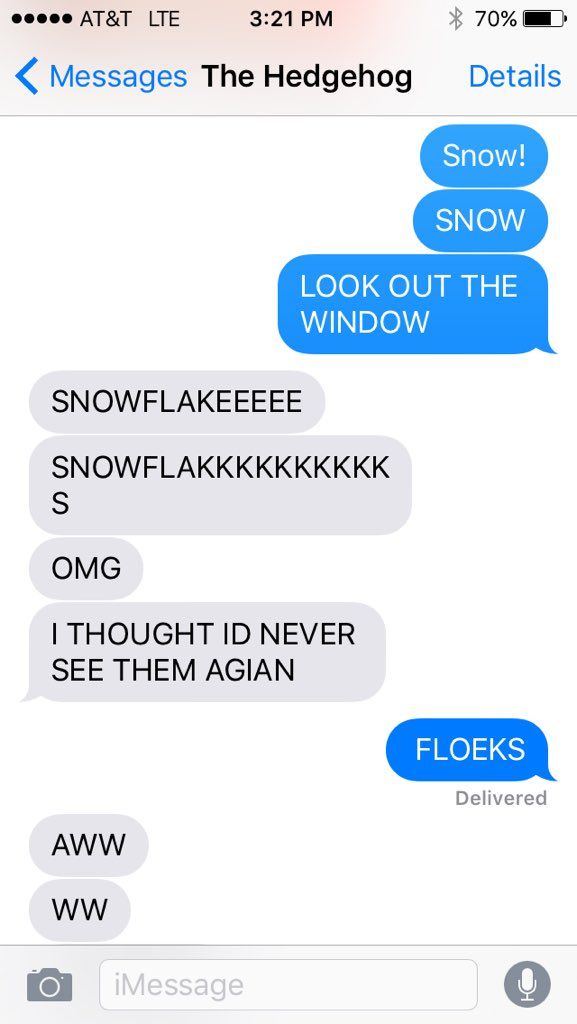 AT&T LTE 3:21 PM 70%
Messages The Hedgehog Details
Snow!
SNOW
LOOK OUT THE
WINDOW
SNOWFLAKEEEEE
SNOWFLAKKKKKKKKKK
S
OMG
I THOUGHT ID NEVER
SEE THEM AGIAN
FLOEKS
Delivered
AWW
WW
iMessage